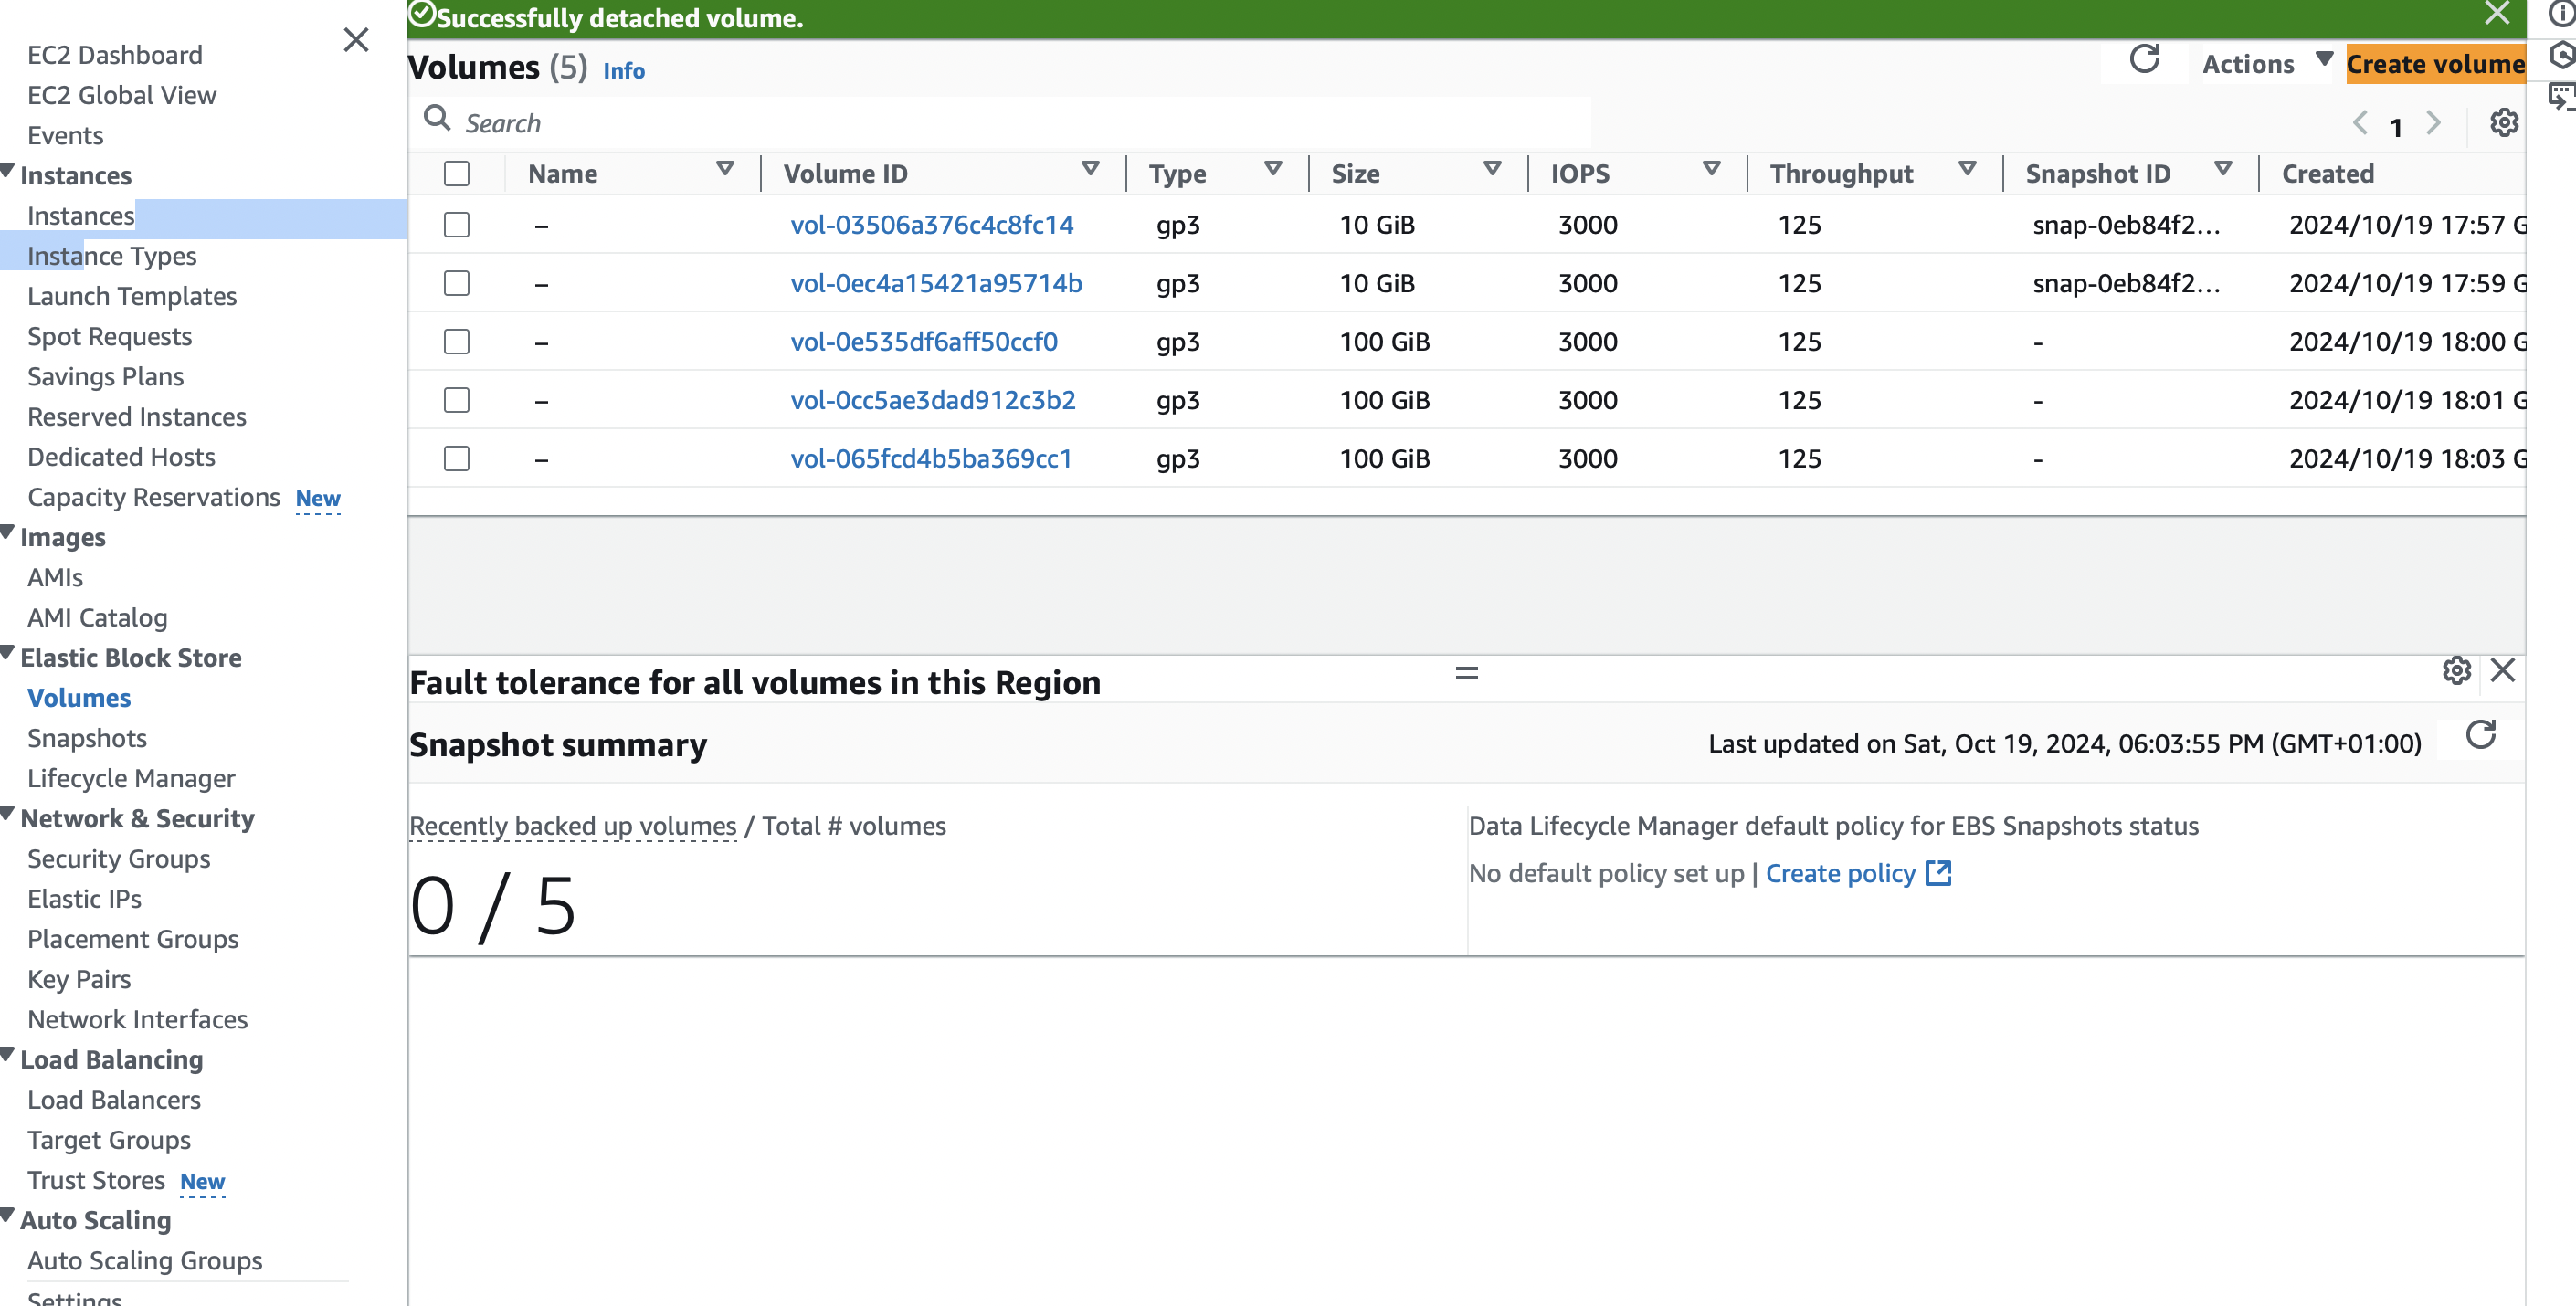 Successfully detached volume.
EC2 Dashboard
EC2 Global View
Events
Instances
Instances
Instance Types
Launch Templates
Spot Requests
Savings Plans
Reserved Instances
Dedicated Hosts
Capacity Reservations New
Images
AMIs
AMI Catalog
Elastic Block Store
Volumes
Snapshots
Lifecycle Manager
Network & Security
Security Groups
Elastic IPs
Placement Groups
Key Pairs
Network Interfaces
Load Balancing
Load Balancers
Target Groups
Trust Stores New
Auto Scaling
Auto Scaling Groups
Settings
Volumes (5) Info
Actions
Create volume
Search
1
Name Volume ID Type Size IOPS Throughput Snapshot ID Created
– vol-03506a376c4c8fc14 gp3 10 GiB 3000 125 snap-0eb84f2... 2024/10/19 17:57 G
– vol-0ec4a15421a95714b gp3 10 GiB 3000 125 snap-0eb84f2... 2024/10/19 17:59 G
– vol-0e535df6aff50ccf0 gp3 100 GiB 3000 125 - 2024/10/19 18:00 G
– vol-0cc5ae3dad912c3b2 gp3 100 GiB 3000 125 - 2024/10/19 18:01 G
– vol-065fcd4b5ba369cc1 gp3 100 GiB 3000 125 - 2024/10/19 18:03 G
Fault tolerance for all volumes in this Region
Snapshot summary
Last updated on Sat, Oct 19, 2024, 06:03:55 PM (GMT+01:00)
Recently backed up volumes / Total # volumes
0 / 5
Data Lifecycle Manager default policy for EBS Snapshots status
No default policy set up | Create policy